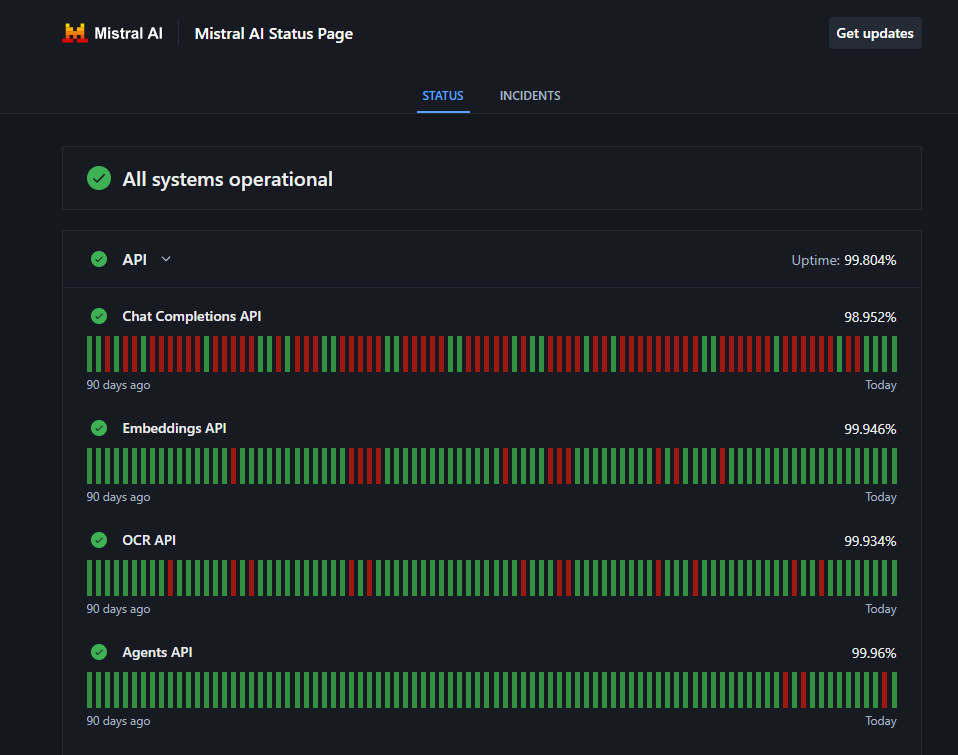 Mistral AI
Mistral AI Status Page
Get updates
STATUS
INCIDENTS
All systems operational
API
Uptime: 99.804%
Chat Completions API
98.952%
90 days ago
Today
Embeddings API
99.946%
90 days ago
Today
OCR API
99.934%
90 days ago
Today
Agents API
99.96%
90 days ago
Today